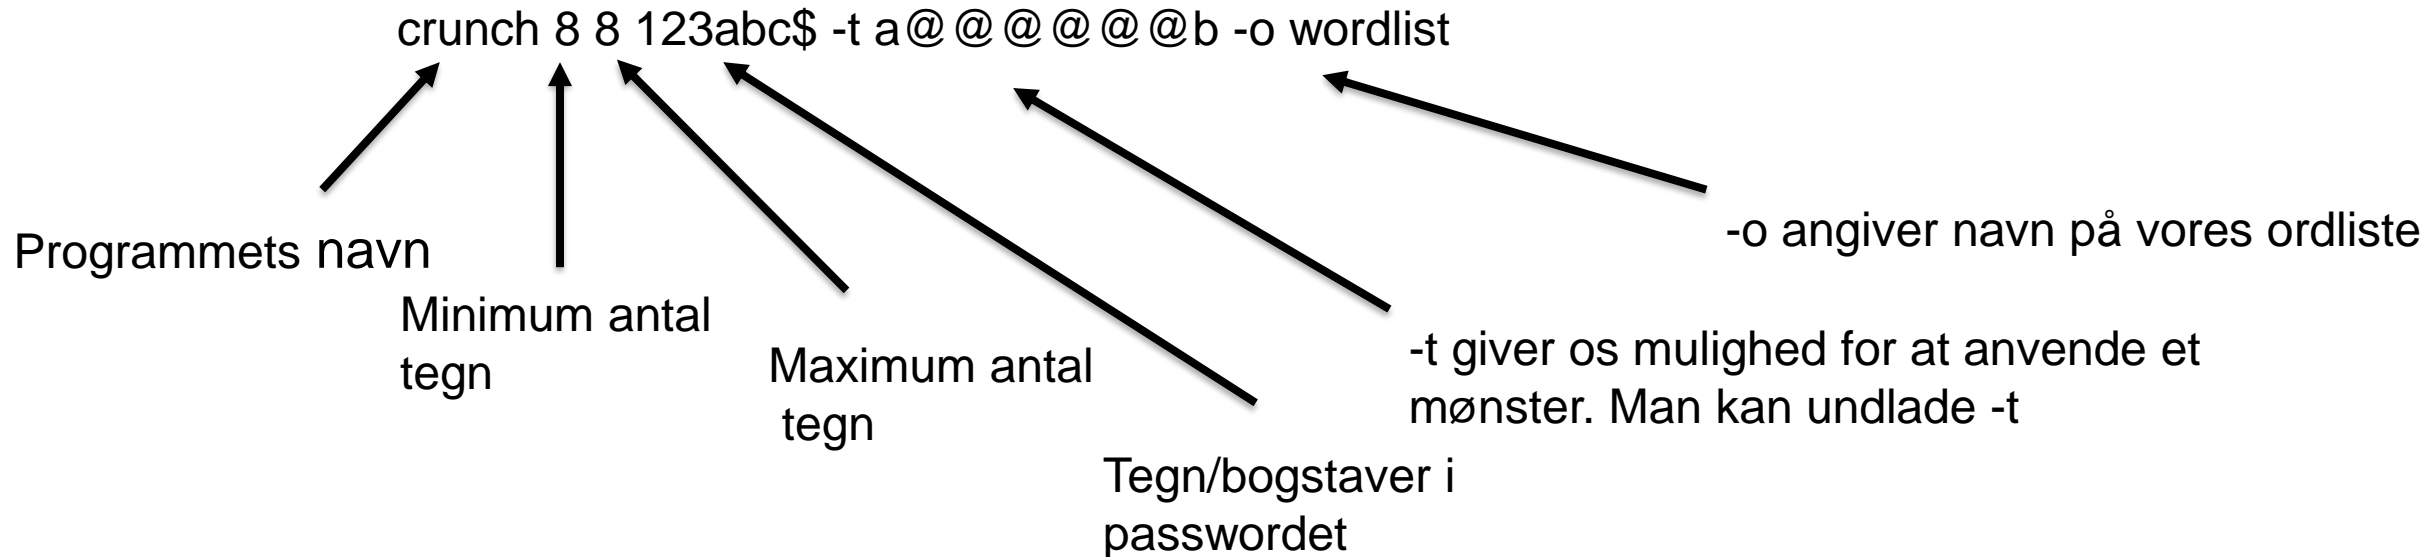 crunch 8 8 123abc$ -t a@@@@@@b -o wordlist
Programmets navn
Minimum antal
tegn
Maximum antal
tegn
Tegn/bogstaver i
passwordet
-t giver os mulighed for at anvende et
mønster. Man kan undlade -t
-o angiver navn på vores ordliste